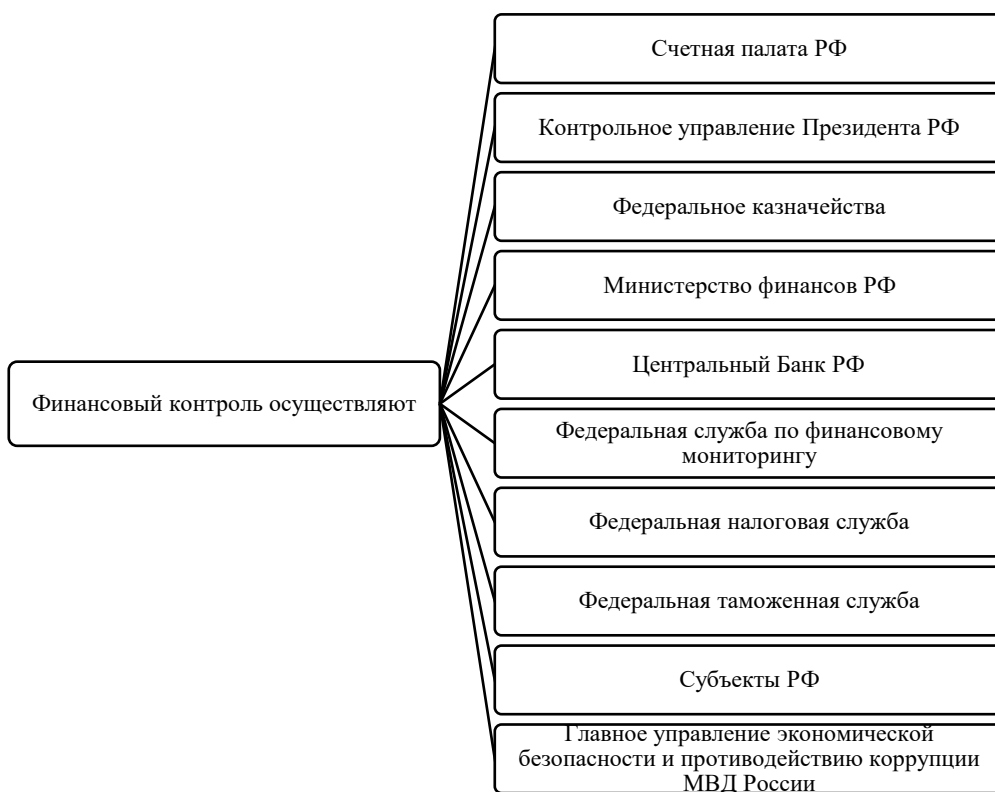 Счетная палата РФ
Контрольное управление Президента РФ
Федеральное казначейства
Министерство финансов РФ
Центральный Банк РФ
Финансовый контроль осуществляют
Федеральная служба по финансовому
мониторингу
Федеральная налоговая служба
Федеральная таможенная служба
Субъекты РФ
Главное управление экономической
безопасности и противодействию коррупции
МВД России